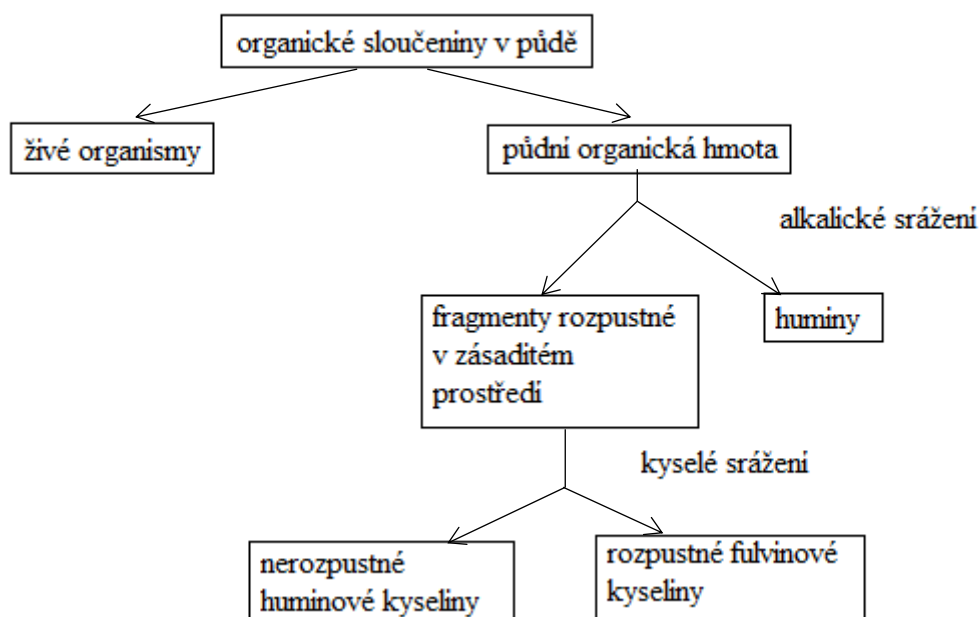 organické sloučeniny v půdě
živé organismy
půdní organická hmota
alkalické srážení
fragmenty rozpustné
v zásaditém
prostředí
huminy
kyselé srážení
nerozpustné
huminové kyseliny
rozpustné fulvinové
kyseliny